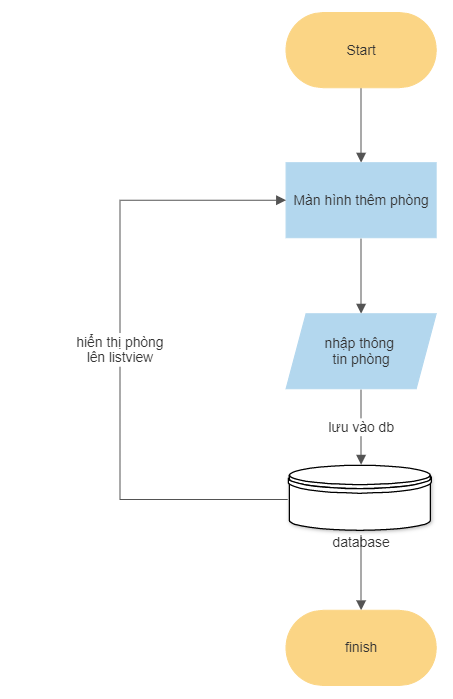 Start
Màn hình thêm phòng
nhập thông
tin phòng
hiển thị phòng
lên listview
lưu vào db
database
finish